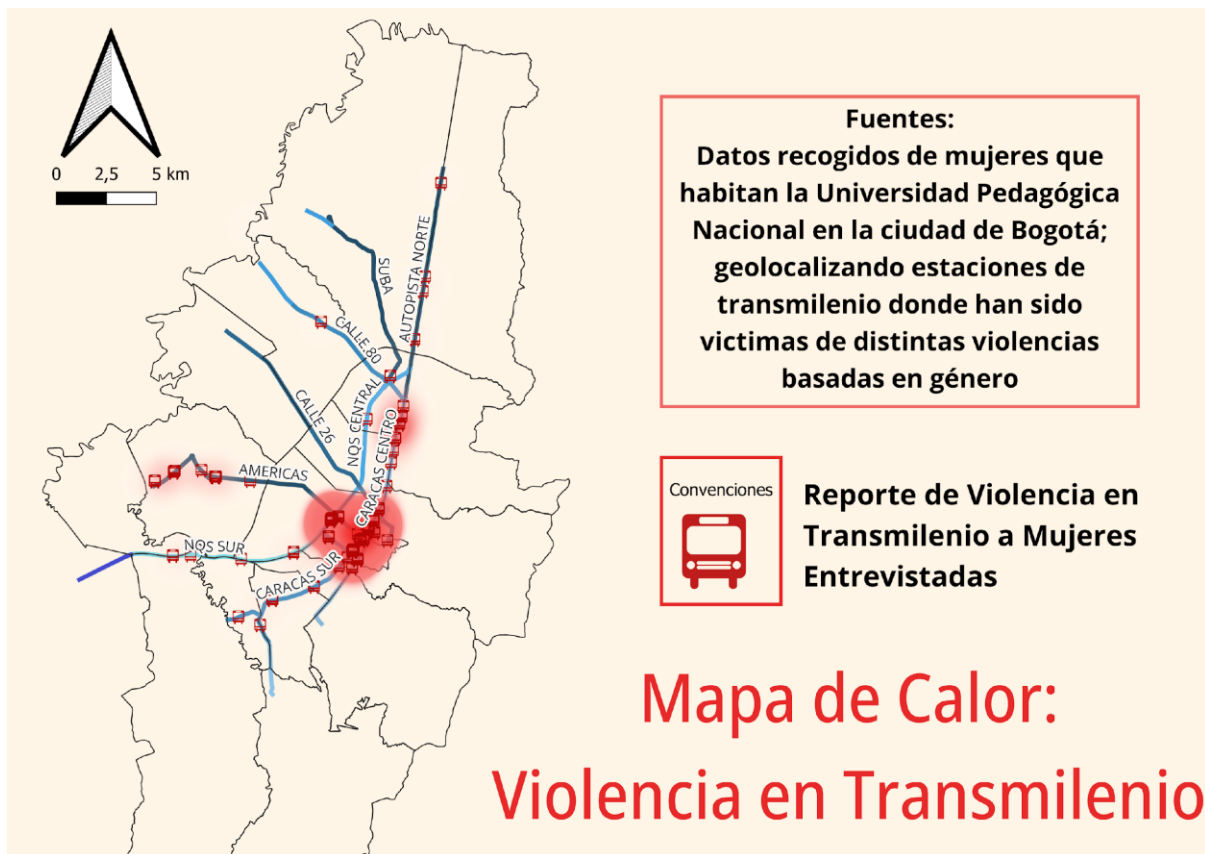 0 2,5 5 km
SUBA
AUTOPISTA NORTE
CALLE 80
CALLE 26
NQS CENTRAL
CARACAS CENTRO
AMERICAS
NQS SUR
CARACAS SUR
Fuentes:
Datos recogidos de mujeres que
habitan la Universidad Pedagógica
Nacional en la ciudad de Bogotá;
geolocalizando estaciones de
transmilenio donde han sido
victimas de distintas violencias
basadas en género
Convenciones
Reporte de Violencia en
Transmilenio a Mujeres
Entrevistadas
Mapa de Calor:
Violencia en Transmilenio